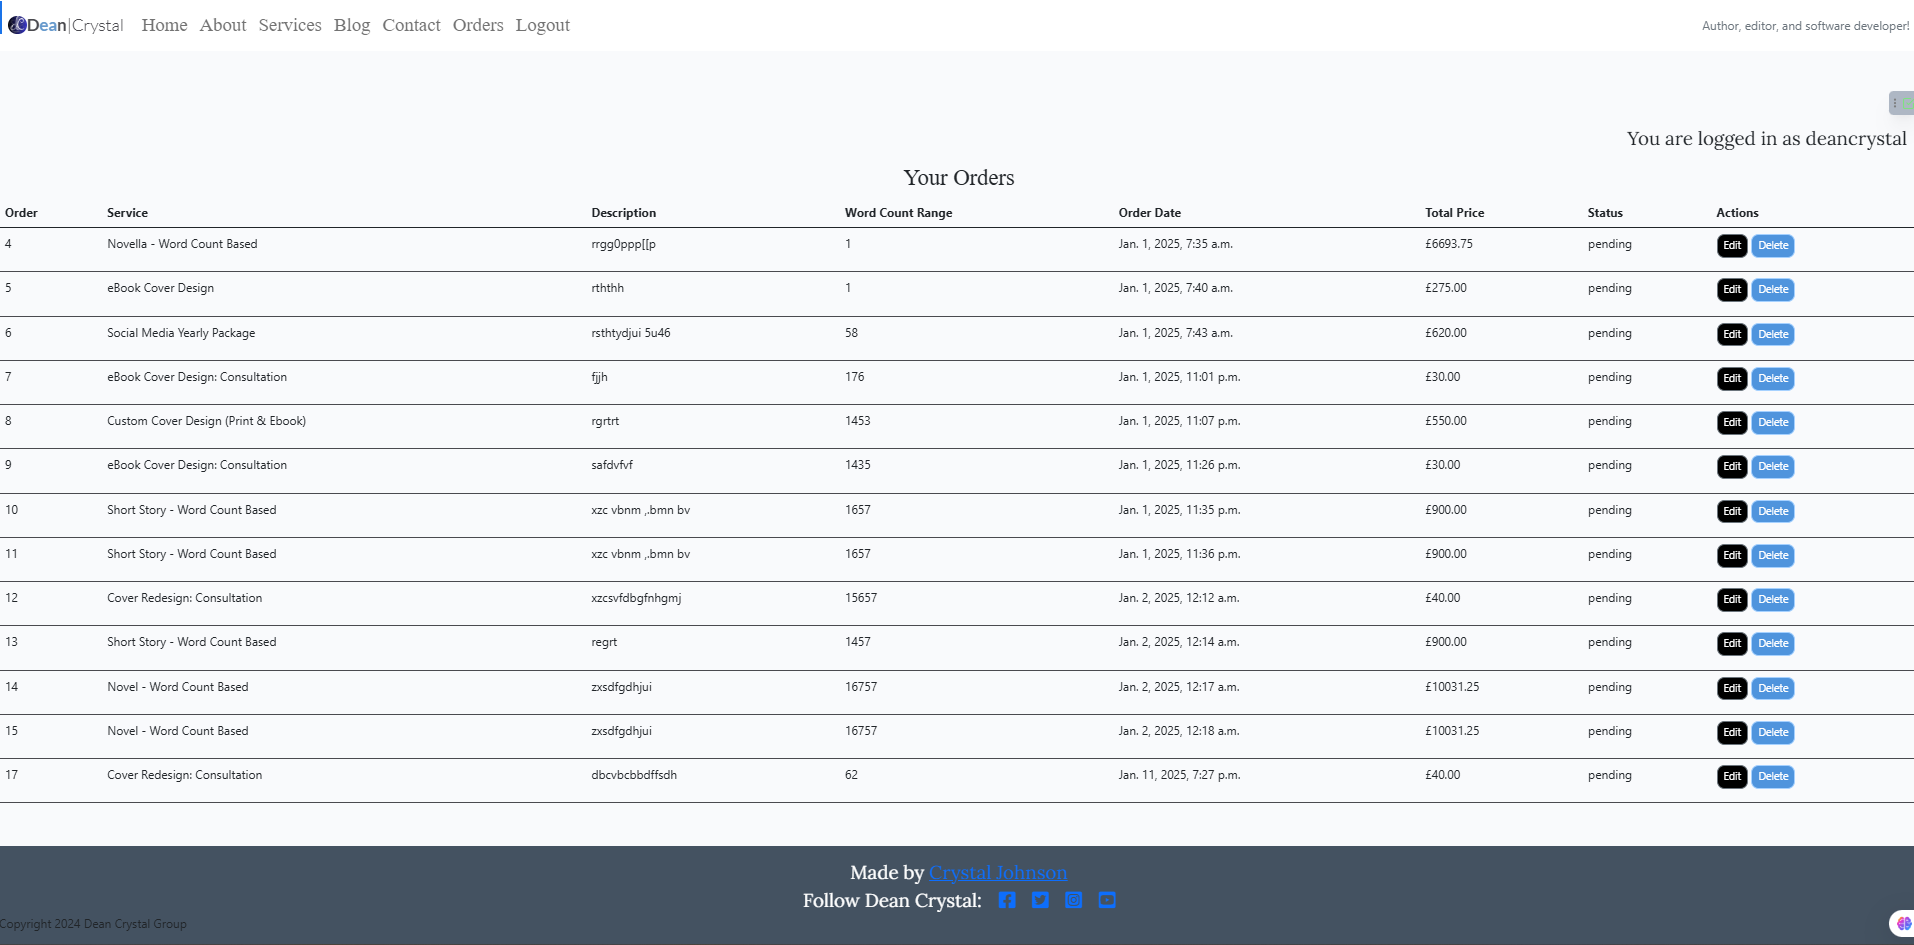 Dean|Crystal Home About Services Blog Contact Orders Logout Author, editor, and software developer!
You are logged in as deancrystal
Your Orders
Order Service Description Word Count Range Order Date Total Price Status Actions
4 Novella - Word Count Based rrgg0ppp[[p 1 Jan. 1, 2025, 7:35 a.m. £6693.75 pending Edit Delete
5 eBook Cover Design rththh 1 Jan. 1, 2025, 7:40 a.m. £275.00 pending Edit Delete
6 Social Media Yearly Package rsthtydjui 5u46 58 Jan. 1, 2025, 7:43 a.m. £620.00 pending Edit Delete
7 eBook Cover Design: Consultation fjjh 176 Jan. 1, 2025, 11:01 p.m. £30.00 pending Edit Delete
8 Custom Cover Design (Print & Ebook) rgrtrt 1453 Jan. 1, 2025, 11:07 p.m. £550.00 pending Edit Delete
9 eBook Cover Design: Consultation safdvfvf 1435 Jan. 1, 2025, 11:26 p.m. £30.00 pending Edit Delete
10 Short Story - Word Count Based xzc vbnm ,.bmn bv 1657 Jan. 1, 2025, 11:35 p.m. £900.00 pending Edit Delete
11 Short Story - Word Count Based xzc vbnm ,.bmn bv 1657 Jan. 1, 2025, 11:36 p.m. £900.00 pending Edit Delete
12 Cover Redesign: Consultation xzcsvfdbgfnhgmj 15657 Jan. 2, 2025, 12:12 a.m. £40.00 pending Edit Delete
13 Short Story - Word Count Based regrt 1457 Jan. 2, 2025, 12:14 a.m. £900.00 pending Edit Delete
14 Novel - Word Count Based zxsdfgdhjui 16757 Jan. 2, 2025, 12:17 a.m. £10031.25 pending Edit Delete
15 Novel - Word Count Based zxsdfgdhjui 16757 Jan. 2, 2025, 12:18 a.m. £10031.25 pending Edit Delete
17 Cover Redesign: Consultation dbcvbcbbdffsdh 62 Jan. 11, 2025, 7:27 p.m. £40.00 pending Edit Delete
Made by Crystal Johnson
Follow Dean Crystal:
Copyright 2024 Dean Crystal Group